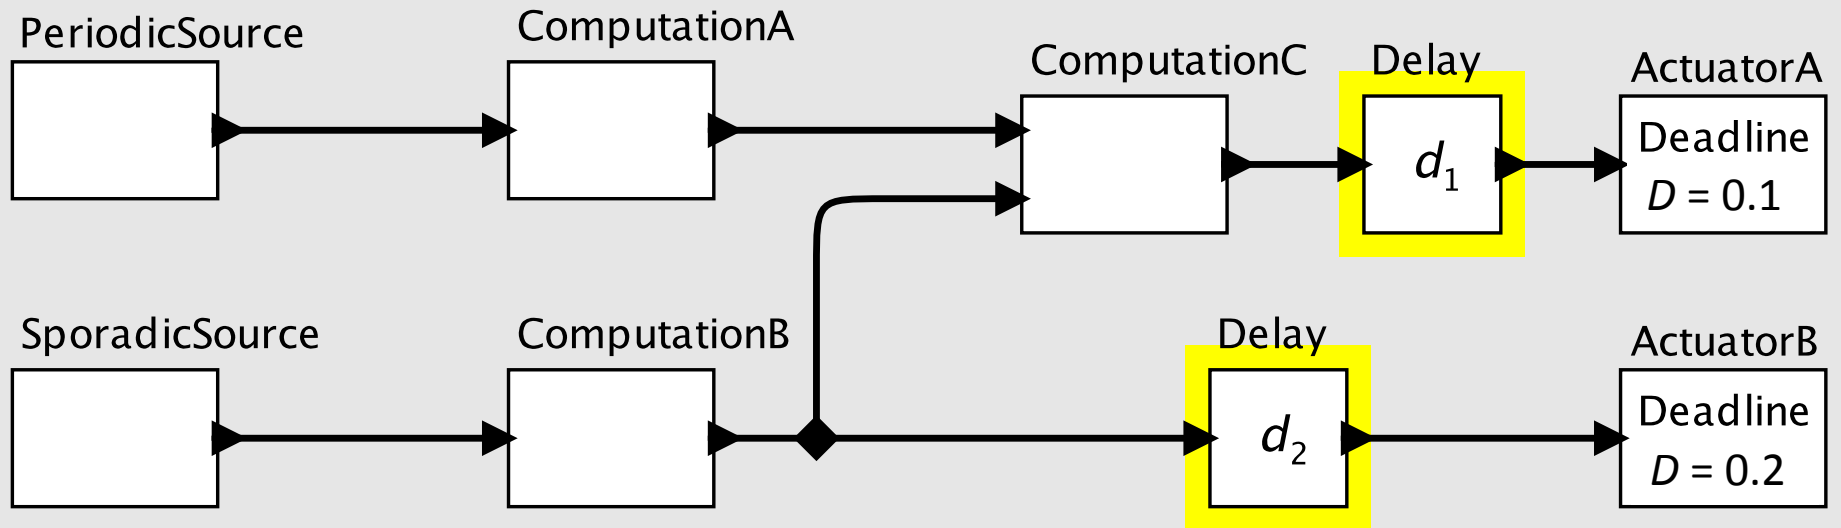 PeriodicSource
ComputationA
ComputationC
Delay
ActuatorA
d1
Deadline
D = 0.1
SporadicSource
ComputationB
Delay
ActuatorB
d2
Deadline
D = 0.2